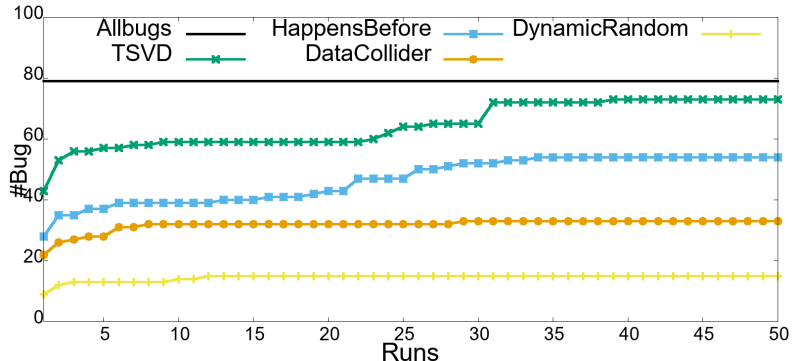 100
Allbugs HappensBefore DynamicRandom
TSVD DataCollider
80
60
#Bug
40
20
0
5 10 15 20 25 30 35 40 45 50
Runs